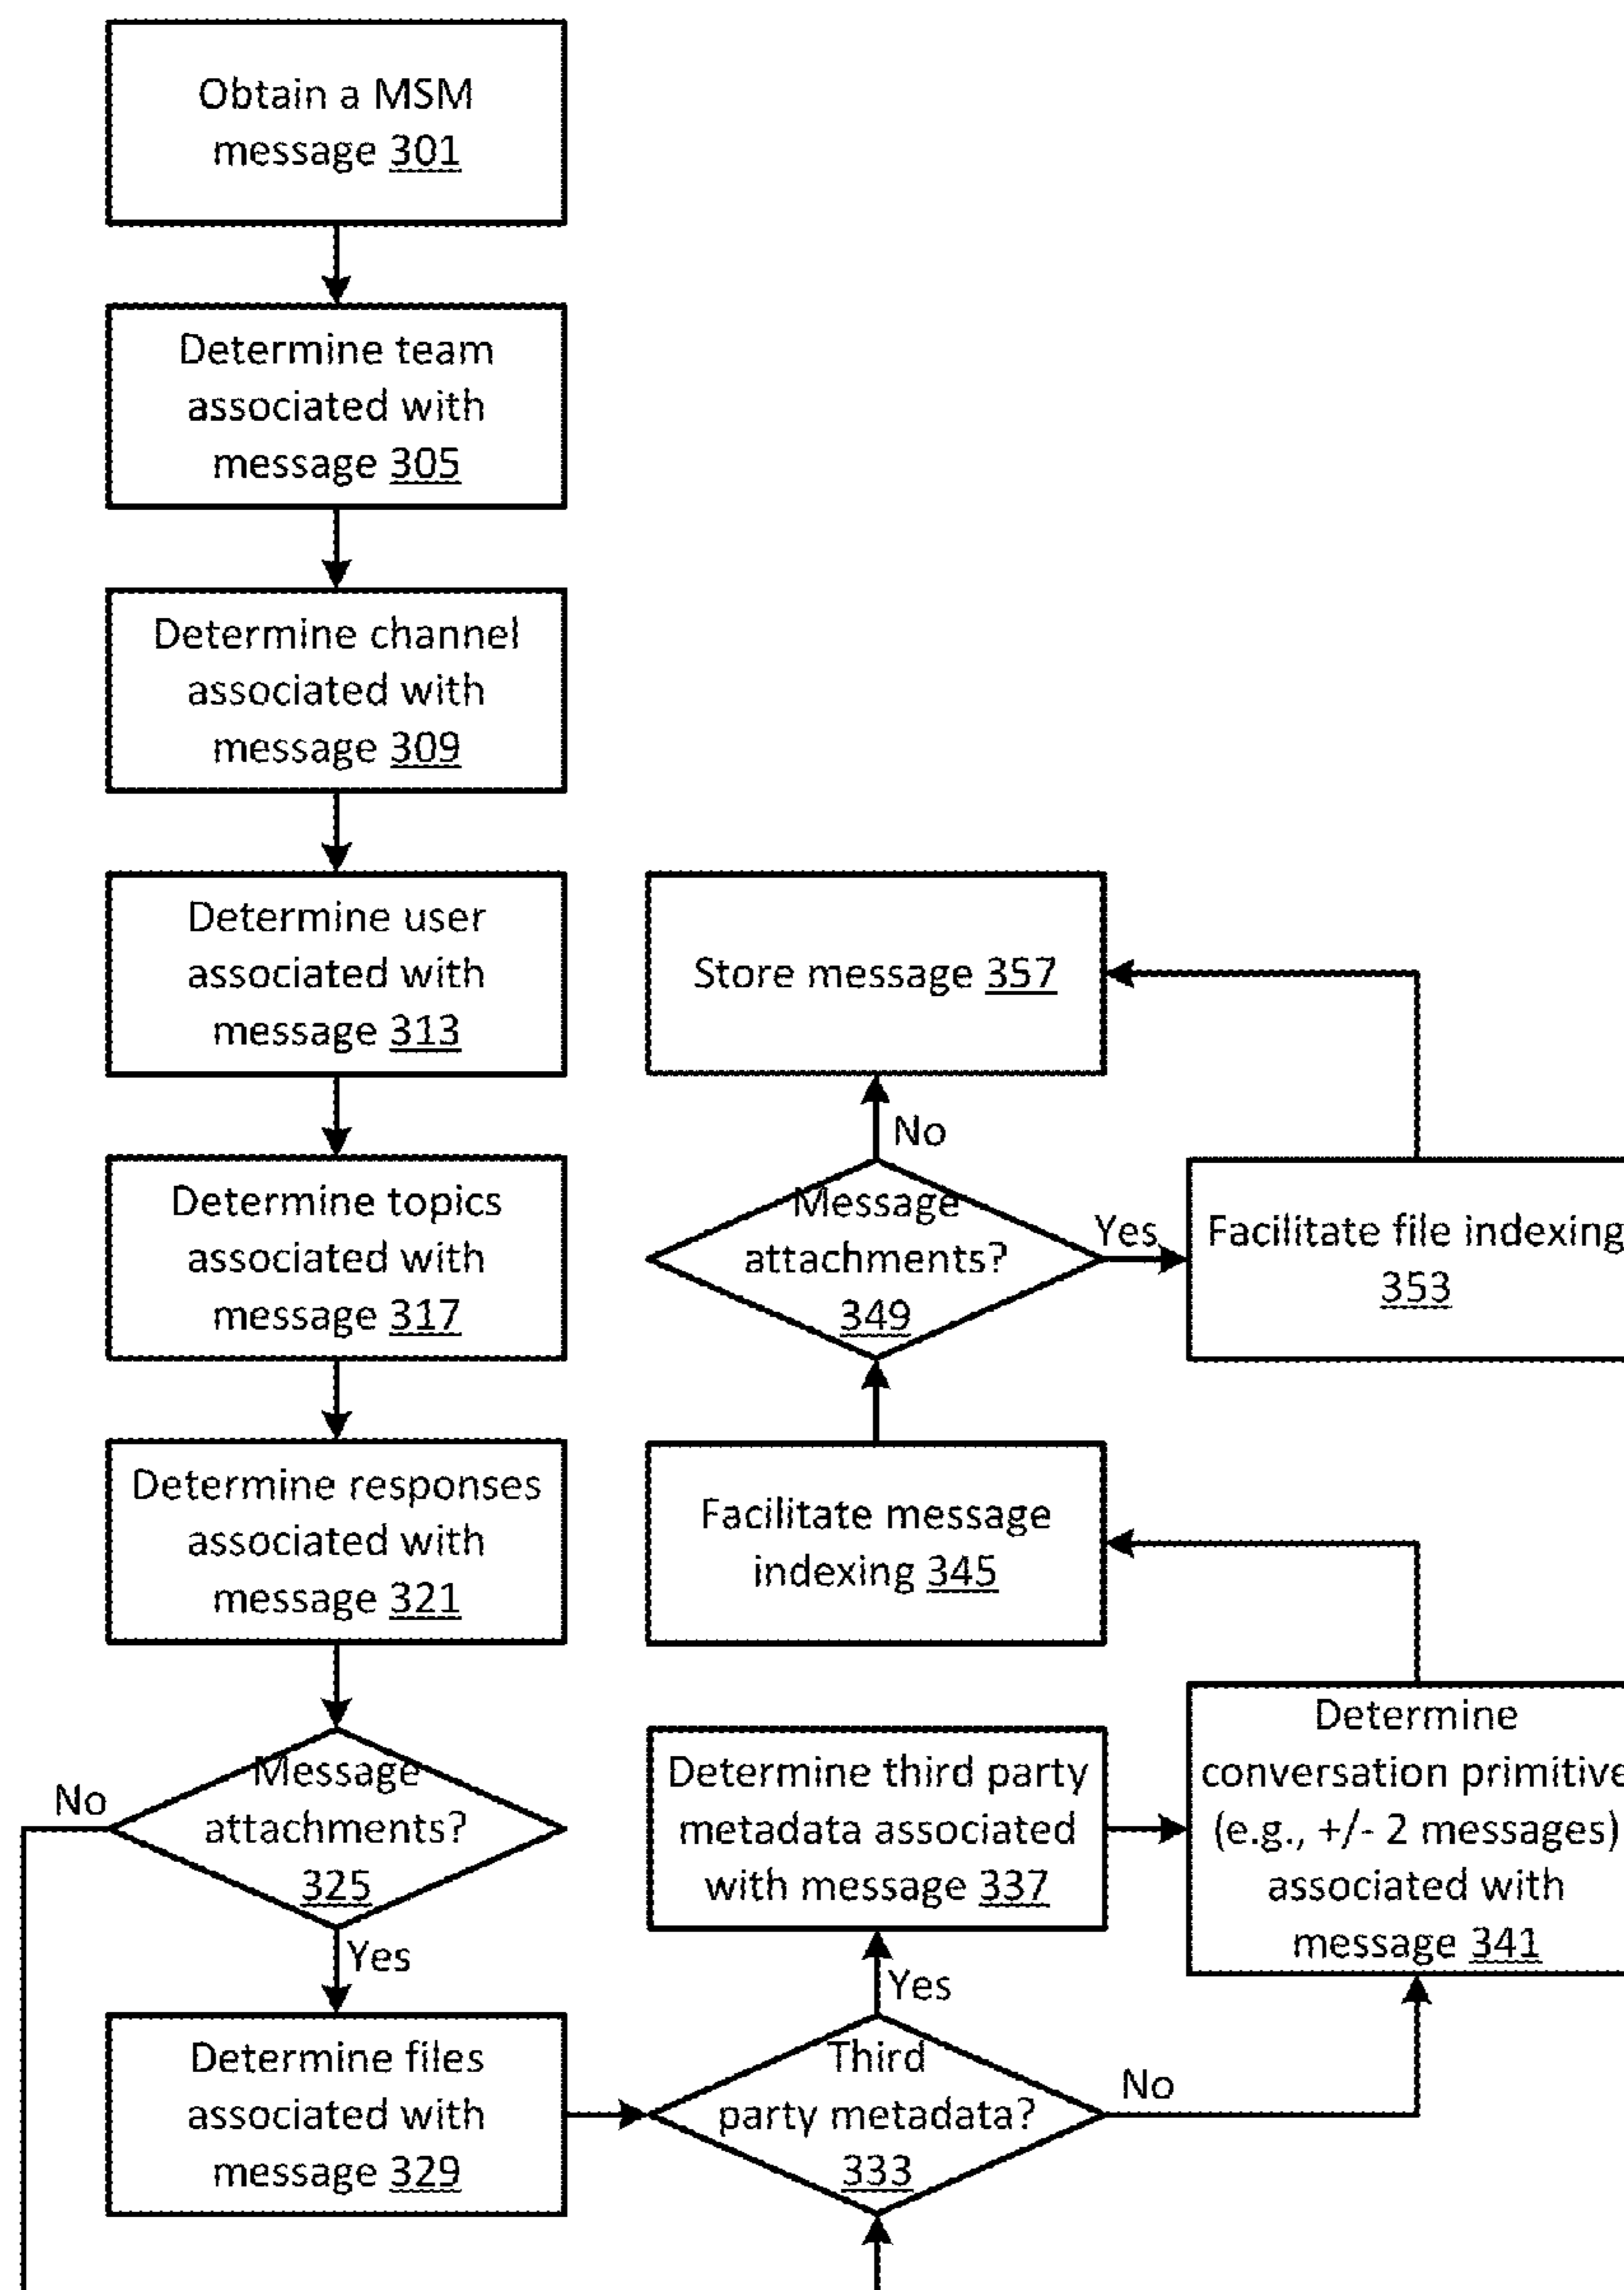 Obtain a MSM
message 301
Determine team
associated with
message 305
Determine channel
associated with
message 309
Determine user
associated with
message 313
Determine topics
associated with
message 317
Determine responses
associated with
message 321
Message
attachments?
325
No
Yes
Determine files
associated with
message 329
Third
party metadata?
333
Yes
No
Determine third party
metadata associated
with message 337
Determine
conversation primitive
(e.g., +/- 2 messages)
associated with
message 341
Facilitate message
indexing 345
Message
attachments?
349
No
Yes
Facilitate file indexing
353
Store message 357